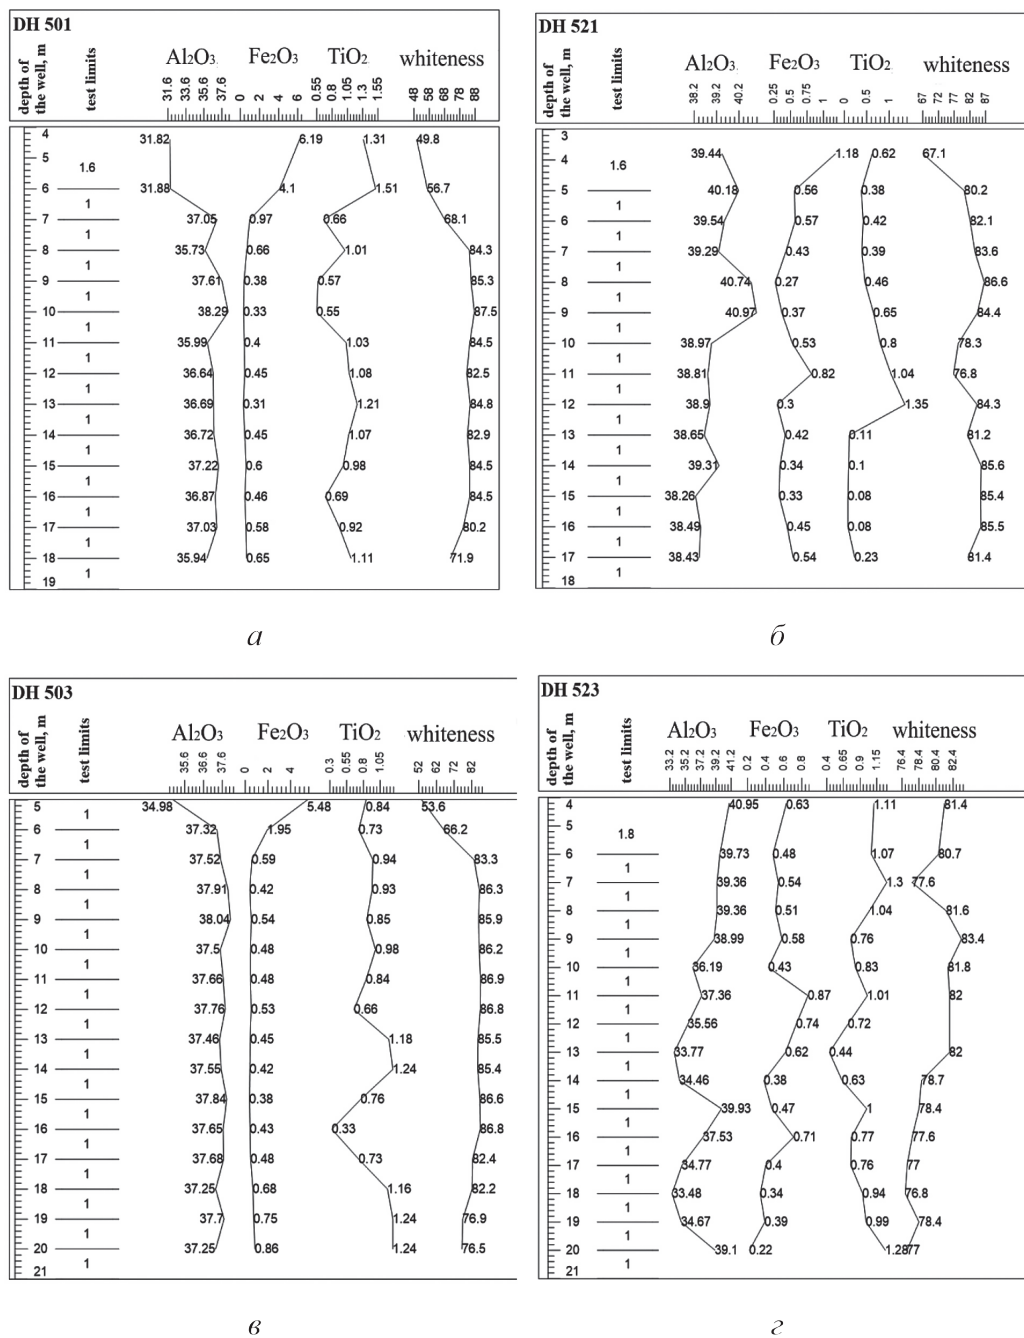 DH 501
depth of the well, m
test limits
Al₂O₃ Fe₂O₃ TiO₂ whiteness
31.6 33.6 35.6 37.6 0 2 4 6 0.55 0.8 1.05 1.3 1.55 48 58 68 78 88
4 31.82 6.19 1.31 49.8
5
1.6
6 31.88 4.1 1.51 56.7
1
7 37.05 0.97 0.66 68.1
1
8 35.73 0.66 1.01 84.3
1
9 37.61 0.38 0.57 85.3
1
10 38.29 0.33 0.55 87.5
1
11 35.99 0.4 1.03 84.5
1
12 36.64 0.45 1.08 82.5
1
13 36.69 0.31 1.21 84.8
1
14 36.72 0.45 1.07 82.9
1
15 37.22 0.6 0.98 84.5
1
16 36.87 0.46 0.69 84.5
1
17 37.03 0.58 0.92 80.2
1
18 35.94 0.65 1.11 71.9
1
19
а
DH 521
depth of the well, m
test limits
Al₂O₃ Fe₂O₃ TiO₂ whiteness
38.2 39.2 40.2 0.25 0.5 0.75 1 0 0.5 1 67 72 77 82 87
3
4 39.44 1.18 0.62 67.1
1.6
5 40.18 0.56 0.38 80.2
1
6 39.54 0.57 0.42 82.1
1
7 39.29 0.43 0.39 83.6
1
8 40.74 0.27 0.46 86.6
1
9 40.97 0.37 0.65 84.4
1
10 38.97 0.53 0.8 78.3
1
11 38.81 0.82 1.04 76.8
1
12 38.9 0.3 1.35 84.3
1
13 38.65 0.42 0.11 81.2
1
14 39.31 0.34 0.1 85.6
1
15 38.26 0.33 0.08 85.4
1
16 38.49 0.45 0.08 85.5
1
17 38.43 0.54 0.23 81.4
1
18
б
DH 503
depth of the well, m
test limits
Al₂O₃ Fe₂O₃ TiO₂ whiteness
35.6 36.6 37.6 0 2 4 0.3 0.55 0.8 1.05 52 62 72 82
5 34.98 5.48 0.84 53.6
1
6 37.32 1.95 0.73 66.2
1
7 37.52 0.59 0.94 83.3
1
8 37.91 0.42 0.93 86.3
1
9 38.04 0.54 0.85 85.9
1
10 37.5 0.48 0.98 86.2
1
11 37.66 0.48 0.84 86.9
1
12 37.76 0.53 0.66 86.8
1
13 37.46 0.45 1.18 85.5
1
14 37.55 0.42 1.24 85.4
1
15 37.84 0.38 0.76 86.6
1
16 37.65 0.43 0.33 86.8
1
17 37.68 0.48 0.73 82.4
1
18 37.25 0.68 1.16 82.2
1
19 37.7 0.75 1.24 76.9
1
20 37.25 0.86 1.24 76.5
1
21
в
DH 523
depth of the well, m
test limits
Al₂O₃ Fe₂O₃ TiO₂ whiteness
33.2 35.2 37.2 39.2 41.2 0.2 0.4 0.6 0.8 0.4 0.65 0.9 1.15 76.4 78.4 80.4 82.4
4 40.95 0.63 1.11 81.4
5
1.8
6 39.73 0.48 1.07 80.7
1
7 39.36 0.54 1.3 77.6
1
8 39.36 0.51 1.04 81.6
1
9 38.99 0.58 0.76 83.4
1
10 36.19 0.43 0.83 81.8
1
11 37.36 0.87 1.01 82
1
12 35.56 0.74 0.72
1
13 33.77 0.62 0.44 82
1
14 34.46 0.38 0.63 78.7
1
15 39.93 0.47 1 78.4
1
16 37.53 0.71 0.77 77.6
1
17 34.77 0.4 0.76 77
1
18 33.48 0.34 0.94 76.8
1
19 34.67 0.39 0.99 78.4
1
20 39.1 0.22 1.28 77
1
21
г